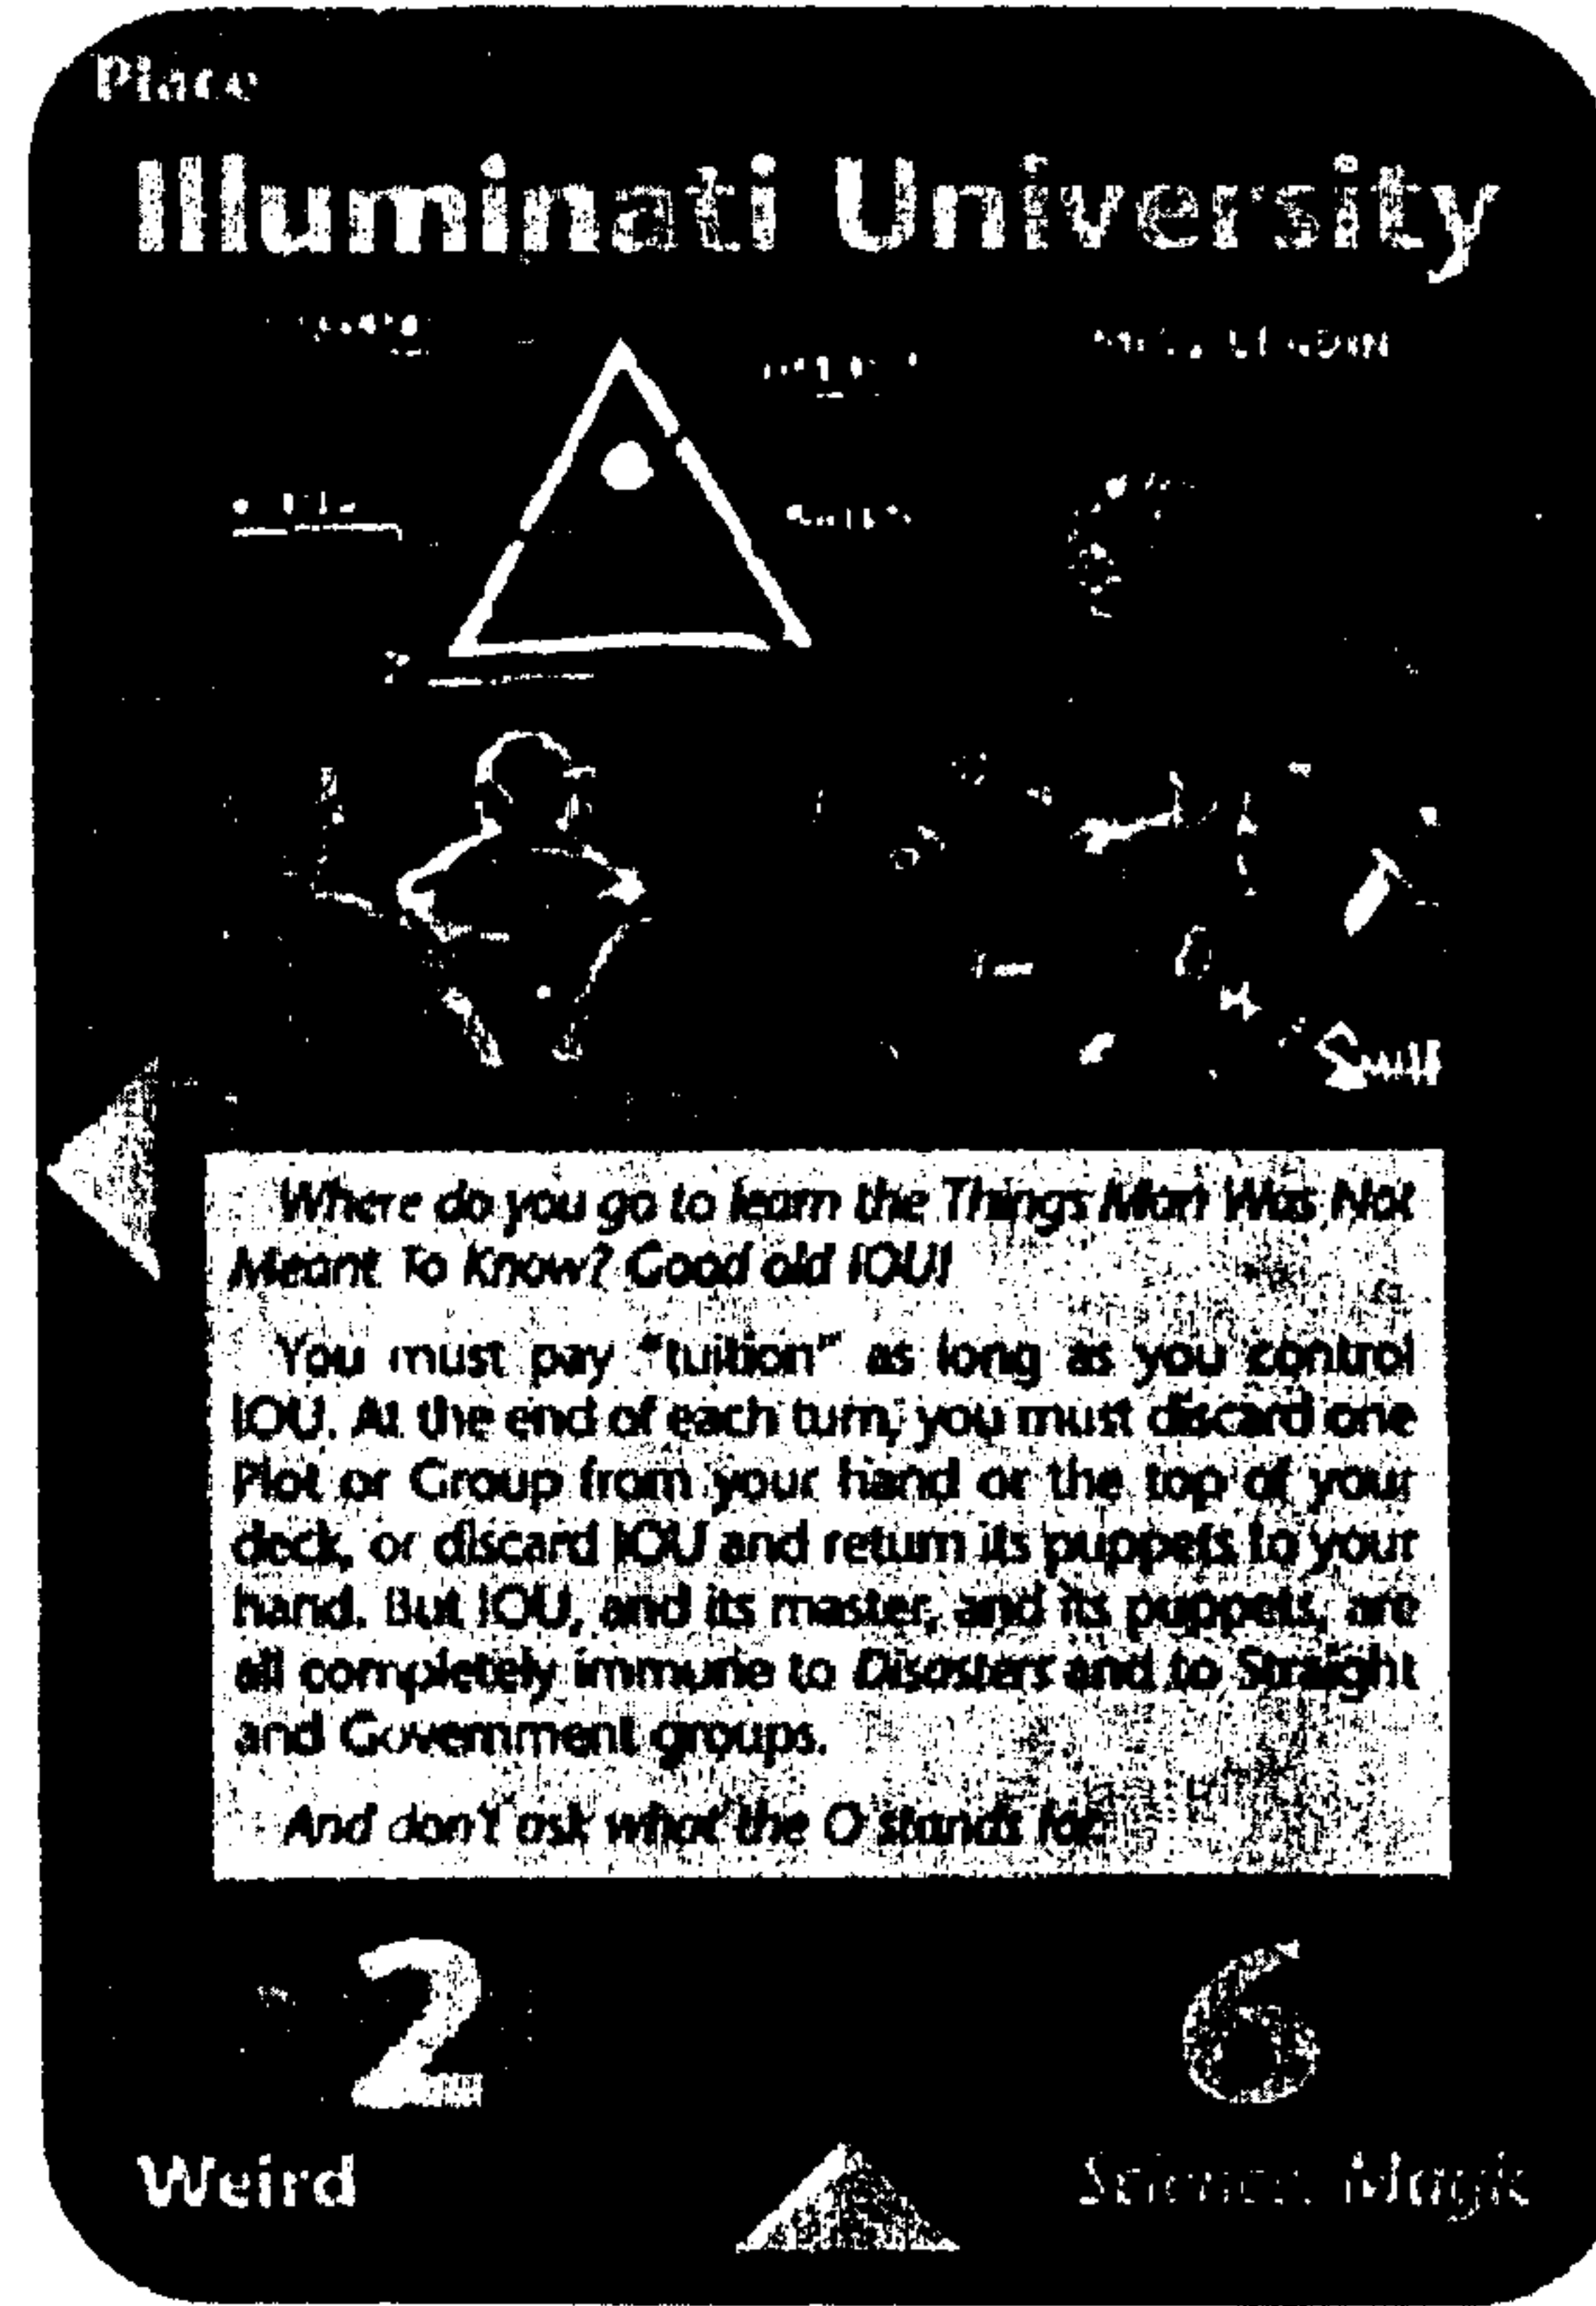 Place
Illuminati University
Where do you go to learn the Things Man Was Not
Meant To Know? Good old IOU!
You must pay "tuition" as long as you control
IOU. At the end of each turn, you must discard one
Plot or Group from your hand or the top of your
deck, or discard IOU and return its puppets to your
hand. But IOU, and its master, and its puppets, are
all completely immune to Disasters and to Straight
and Government groups.
And don't ask what the O stands for.
2 6
Weird Science, Magic